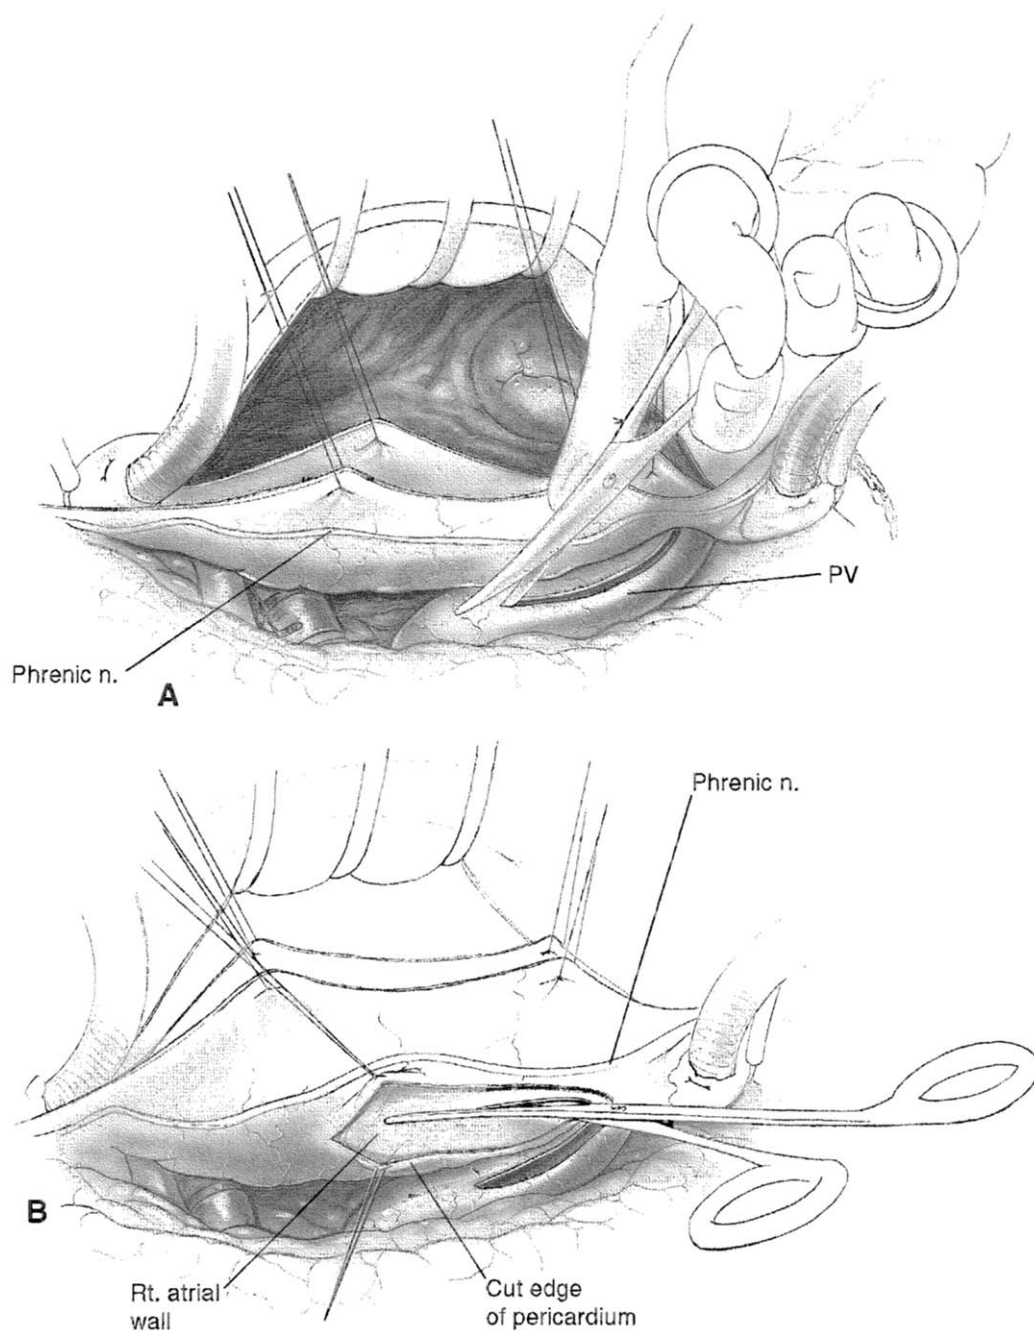 PV
Phrenic n.
A
Phrenic n.
B
Rt. atrial
wall
Cut edge
of pericardium